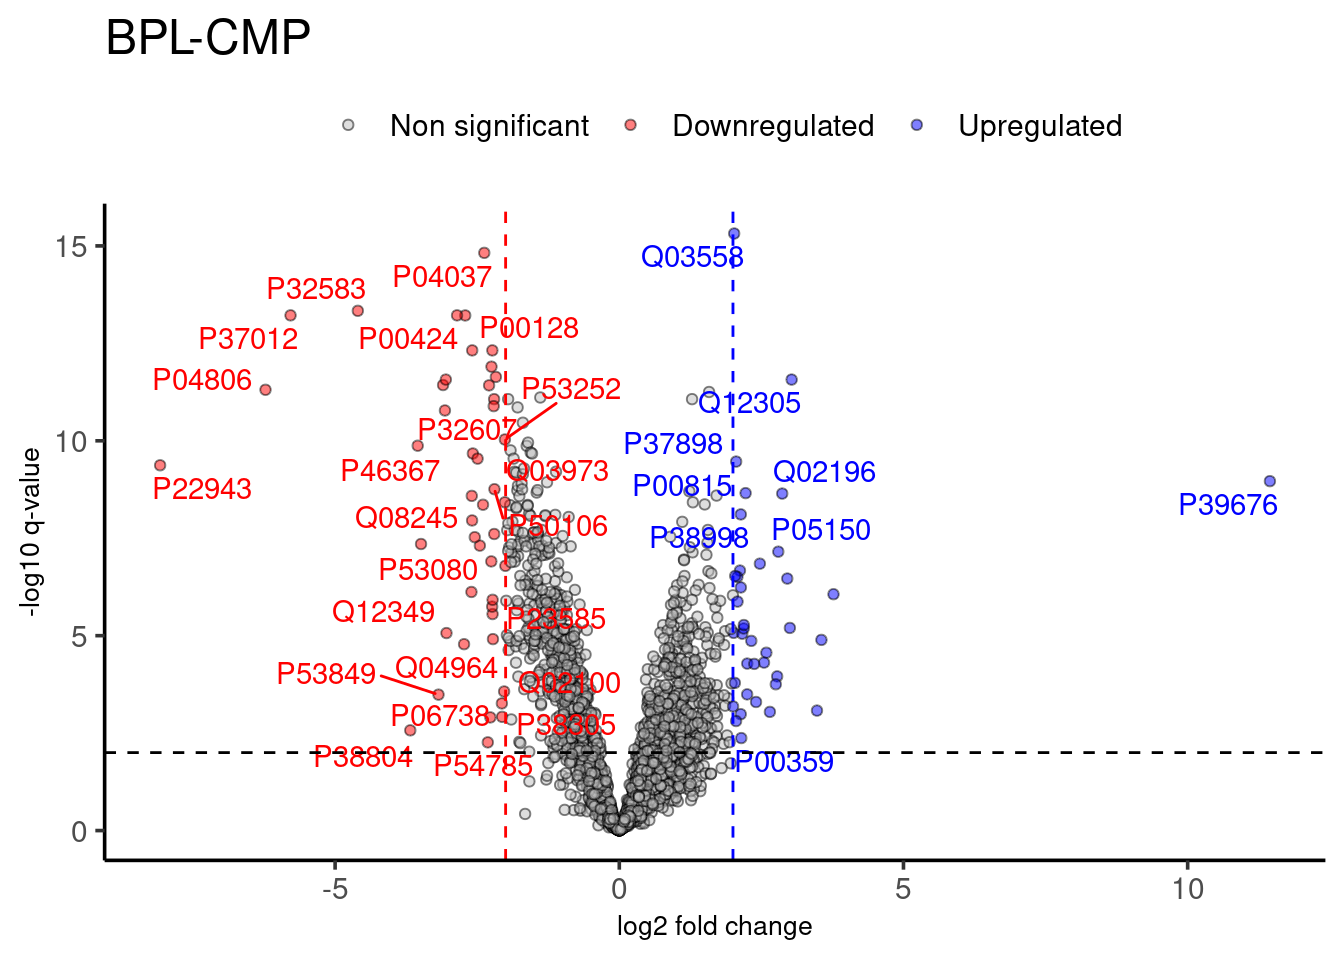 BPL-CMP
Non significant
Downregulated
Upregulated
-log10 q-value
15
10
5
0
Q03558
P04037
P32583
P00128
P37012
P00424
P04806
P53252
Q12305
P32607
P37898
P46367
Q03973
Q02196
P22943
P00815
P39676
Q08245
P50106
P05150
P38998
P53080
Q12349
P23585
P53849
Q04964
Q02100
P06738
P38305
P38804
P54785
P00359
-5
0
5
10
log2 fold change